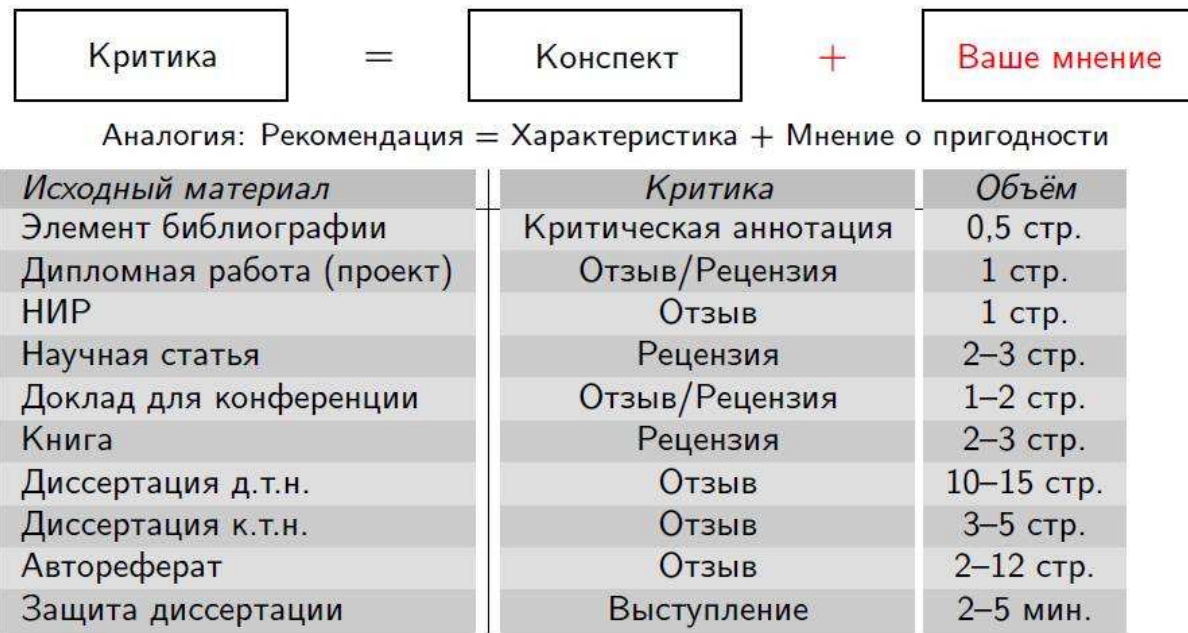 Критика = Конспект + Ваше мнение
Аналогия: Рекомендация = Характеристика + Мнение о пригодности
Исходный материал Критика Объём
Элемент библиографии Критическая аннотация 0,5 стр.
Дипломная работа (проект) Отзыв/Рецензия 1 стр.
НИР Отзыв 1 стр.
Научная статья Рецензия 2–3 стр.
Доклад для конференции Отзыв/Рецензия 1–2 стр.
Книга Рецензия 2–3 стр.
Диссертация д.т.н. Отзыв 10–15 стр.
Диссертация к.т.н. Отзыв 3–5 стр.
Автореферат Отзыв 2–12 стр.
Защита диссертации Выступление 2–5 мин.